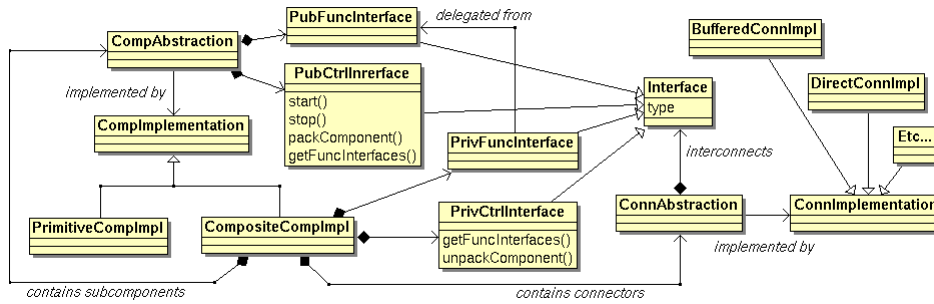 PubFuncInterface
delegated from
BufferedConnImpl
CompAbstraction
implemented by
PubCtrlInrerface
start()
stop()
packComponent()
getFuncInterfaces()
Interface
type
DirectConnImpl
CompImplementation
PrivFuncInterface
interconnects
Etc...
PrimitiveCompImpl
CompositeCompImpl
PrivCtrlInterface
getFuncInterfaces()
unpackComponent()
ConnAbstraction
ConnImplementation
implemented by
contains subcomponents
contains connectors